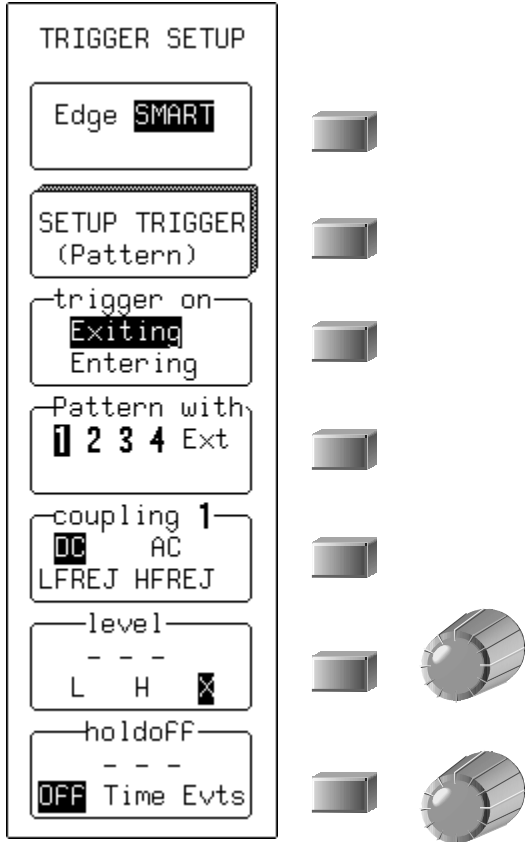 TRIGGER SETUP
Edge SMART
SETUP TRIGGER
(Pattern)
trigger on
Exiting
Entering
Pattern with
1 2 3 4 Ext
coupling 1
DC AC
LFREJ HFREJ
level
- - -
L H X
holdoff
- - -
OFF Time Evts